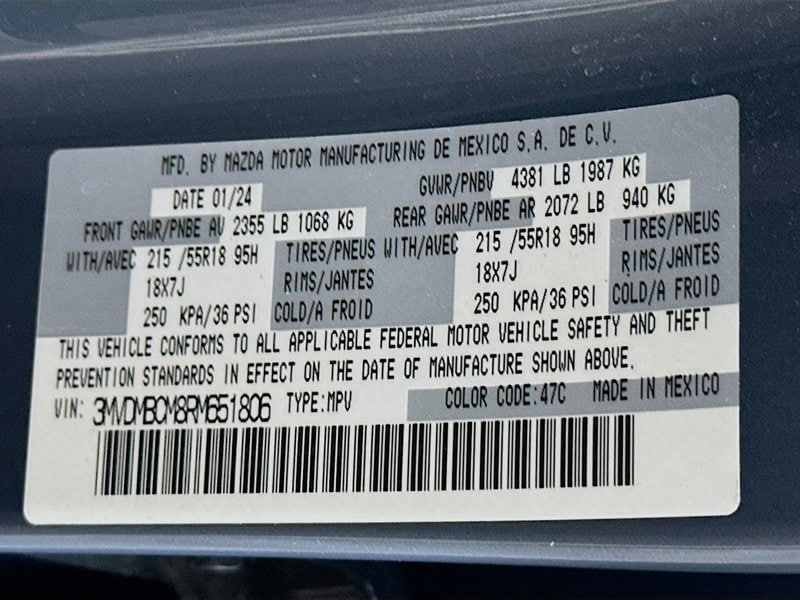 MFD. BY MAZDA MOTOR MANUFACTURING DE MEXICO S.A. DE C.V.
DATE 01/24 GVWR/PNBV 4381 LB 1987 KG
FRONT GAWR/PNBE AV 2355 LB 1068 KG REAR GAWR/PNBE AR 2072 LB 940 KG
WITH/AVEC 215 /55R18 95H TIRES/PNEUS WITH/AVEC 215 /55R18 95H TIRES/PNEUS
18X7J RIMS/JANTES 18X7J RIMS/JANTES
250 KPA/36 PSI COLD/A FROID 250 KPA/36 PSI COLD/A FROID
THIS VEHICLE CONFORMS TO ALL APPLICABLE FEDERAL MOTOR VEHICLE SAFETY AND THEFT
PREVENTION STANDARDS IN EFFECT ON THE DATE OF MANUFACTURE SHOWN ABOVE.
VIN: 3MVDMBCM8RM651806 TYPE:MPV COLOR CODE:47C MADE IN MEXICO